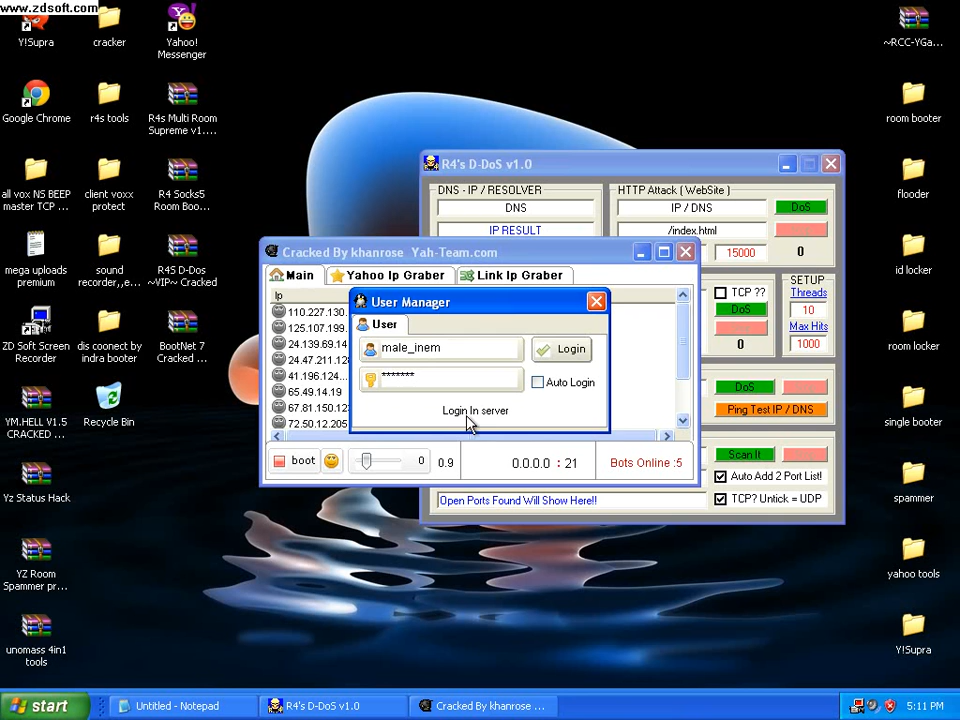 www.zdsoft.com
Y!Supra
cracker
Yahoo!
Messenger
~RCC-YGa...
Google Chrome
r4s tools
R4s Multi Room
Supreme v1....
room booter
all vox NS BEEP
master TCP ...
client voxx
protect
R4 Socks5
Room Boo...
flooder
mega uploads
premium
sound
recorder,,e...
R4S D-Dos
~VIP~ Cracked
id locker
ZD Soft Screen
Recorder
dis coonect by
indra booter
BootNet 7
Cracked ...
room locker
YM.HELL V1.5
CRACKED ...
Recycle Bin
single booter
Yz Status Hack
spammer
YZ Room
Spammer pr...
yahoo tools
unomass 4in1
tools
Y!Supra
R4's D-DoS v1.0
DNS - IP / RESOLVER
HTTP Attack ( WebSite )
DNS
IP / DNS
DoS
IP RESULT
/index.html
15000
0
TCP ??
SETUP
Threads
DoS
10
Max Hits
0
1000
DoS
Ping Test IP / DNS
Scan It
Auto Add 2 Port List!
Open Ports Found Will Show Here!!
TCP? Untick = UDP
Cracked By khanrose Yah-Team.com
Main
Yahoo Ip Graber
Link Ip Graber
Ip
110.227.130.
125.107.199.
24.139.69.14
24.47.211.12
41.196.124...
65.49.14.19
67.81.150.12
72.50.12.205
boot
0
0.9
0.0.0.0 : 21
Bots Online :5
User Manager
User
male_inem
Login
*******
Auto Login
Login In server
start
Untitled - Notepad
R4's D-DoS v1.0
Cracked By khanrose ...
5:11 PM